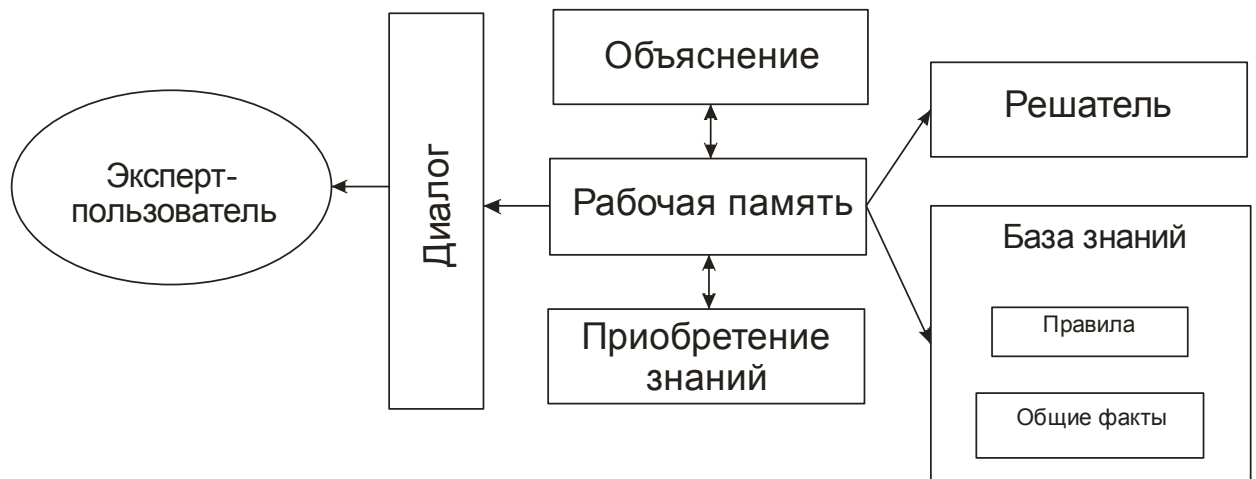 Эксперт-
пользователь
Диалог
Объяснение
Рабочая память
Приобретение
знаний
Решатель
База знаний
Правила
Общие факты